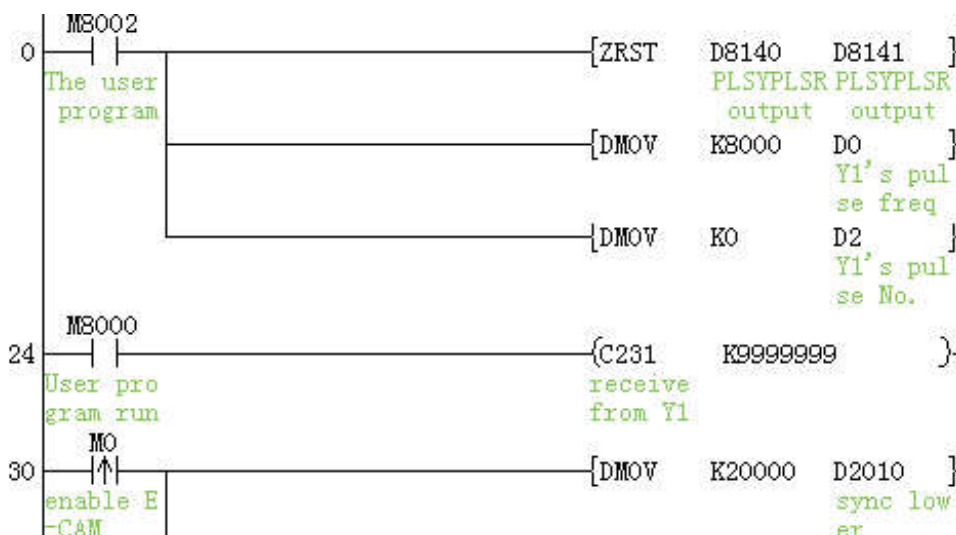 M8002
0 [ZRST D8140 D8141 ]
The user PLSYPLSR PLSYPLSR
program output output
[DMOV K8000 D0 ]
Y1's pul
se freq
[DMOV K0 D2 ]
Y1's pul
se No.
M8000
24 (C231 K9999999 )
User pro receive
gram run from Y1
M0
30 [DMOV K20000 D2010 ]
enable E sync low
-CAM er